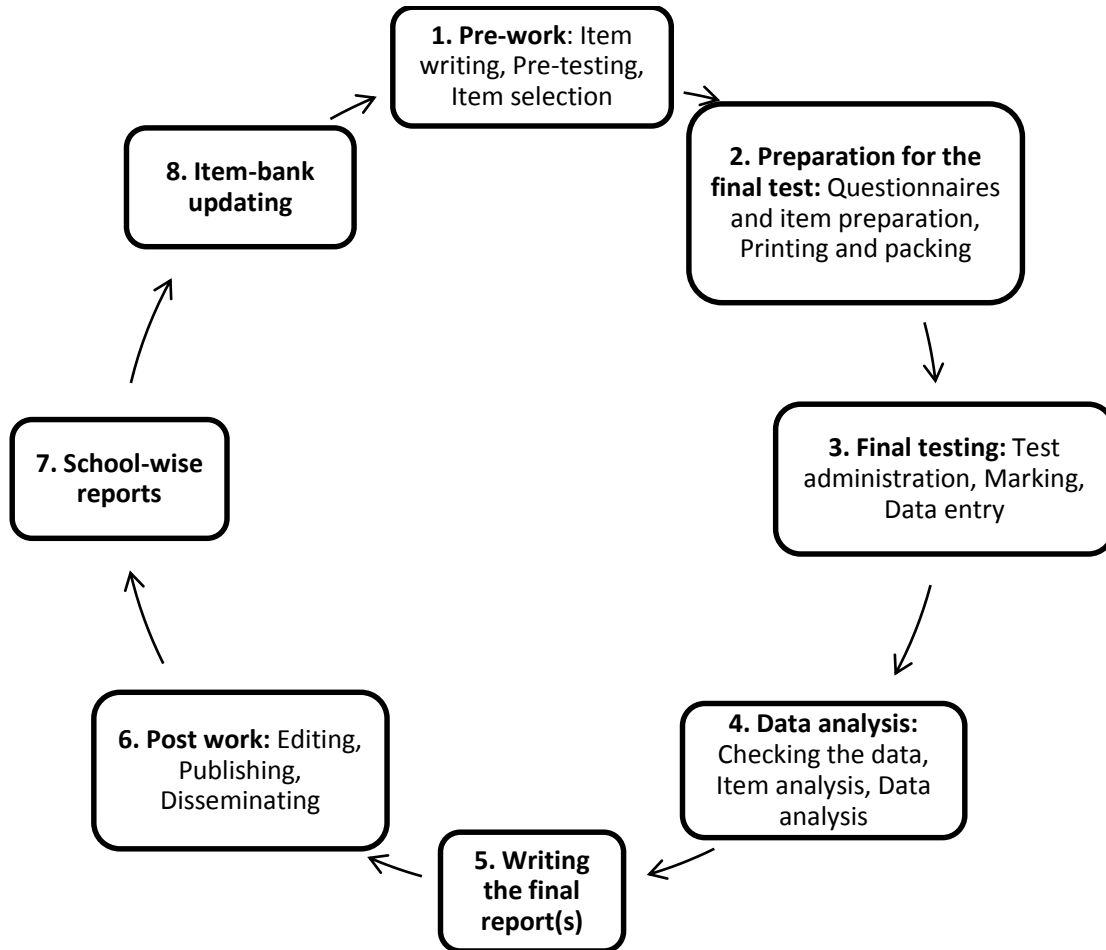 1. Pre-work: Item
writing, Pre-testing,
Item selection
2. Preparation for the
final test: Questionnaires
and item preparation,
Printing and packing
3. Final testing: Test
administration, Marking,
Data entry
4. Data analysis:
Checking the data,
Item analysis, Data
analysis
5. Writing
the final
report(s)
6. Post work: Editing,
Publishing,
Disseminating
7. School-wise
reports
8. Item-bank
updating